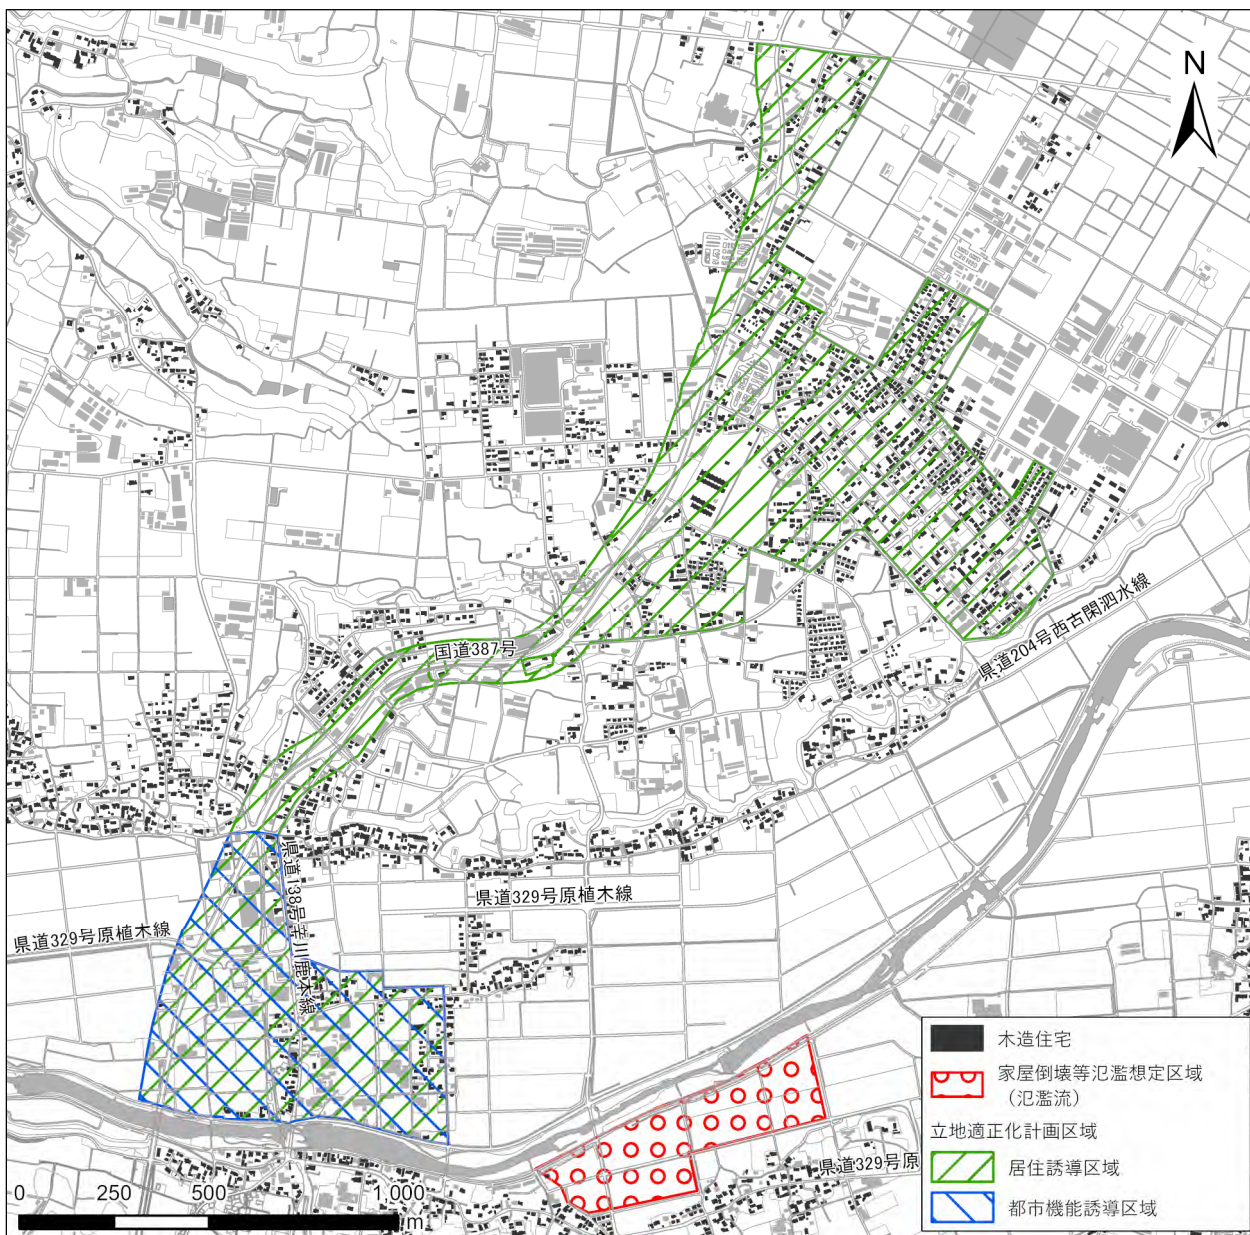 N
国道387号
県道204号西古閑泗水線
県道138号寺川鹿本線
県道329号原植木線
県道329号原植木線
県道329号原
木造住宅
家屋倒壊等氾濫想定区域
（氾濫流）
立地適正化計画区域
居住誘導区域
都市機能誘導区域
0 250 500 1,000
m